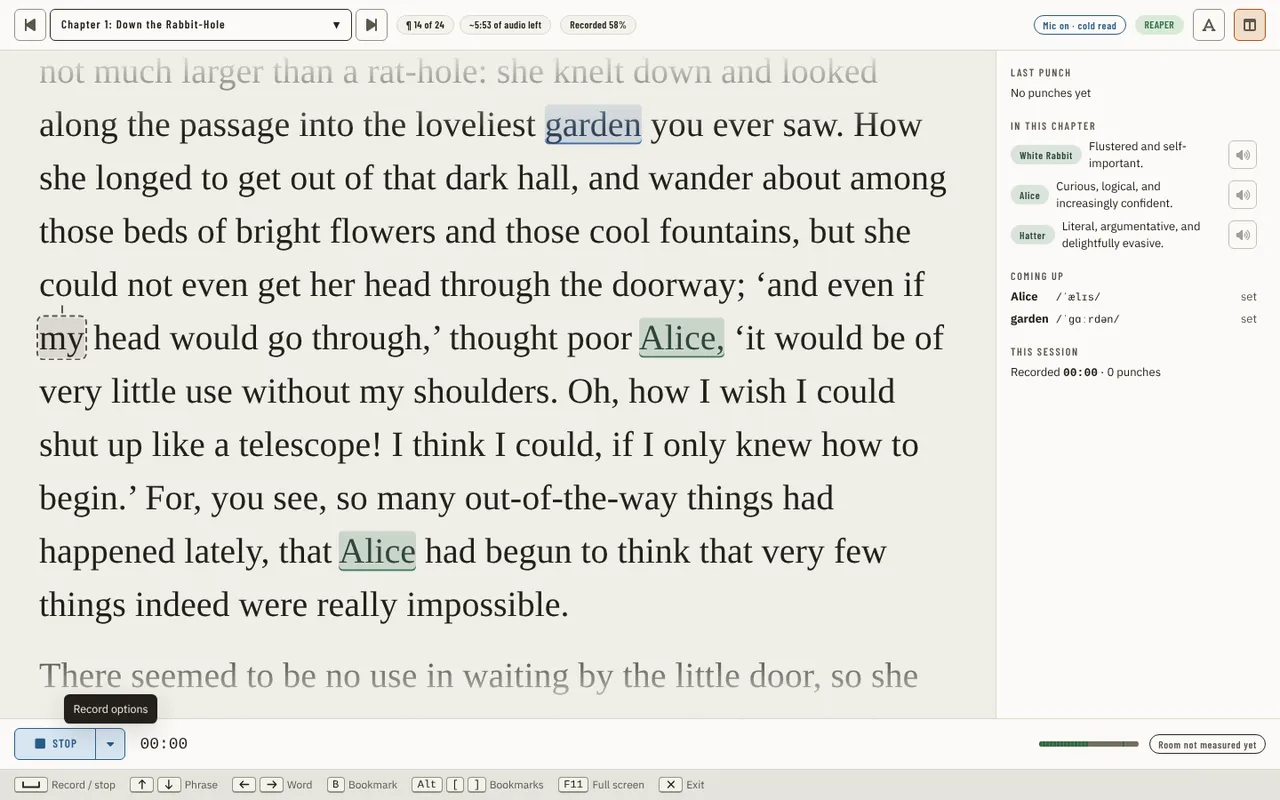 Chapter 1: Down the Rabbit-Hole
¶ 14 of 24
~5:53 of audio left
Recorded 58%
Mic on · cold read
REAPER
A
not much larger than a rat-hole: she knelt down and looked
along the passage into the loveliest garden you ever saw. How
she longed to get out of that dark hall, and wander about among
those beds of bright flowers and those cool fountains, but she
could not even get her head through the doorway; ‘and even if
my head would go through,’ thought poor Alice, ‘it would be of
very little use without my shoulders. Oh, how I wish I could
shut up like a telescope! I think I could, if I only knew how to
begin.’ For, you see, so many out-of-the-way things had
happened lately, that Alice had begun to think that very few
things indeed were really impossible.
There seemed to be no use in waiting by the little door, so she
LAST PUNCH
No punches yet
IN THIS CHAPTER
White Rabbit
Flustered and self-
important.
Alice
Curious, logical, and
increasingly confident.
Hatter
Literal, argumentative, and
delightfully evasive.
COMING UP
Alice /ˈælɪs/ set
garden /ˈɡɑːrdən/ set
THIS SESSION
Recorded 00:00 · 0 punches
Record options
STOP
00:00
Room not measured yet
Record / stop
↑ ↓ Phrase
← → Word
B Bookmark
Alt [ ] Bookmarks
F11 Full screen
✕ Exit